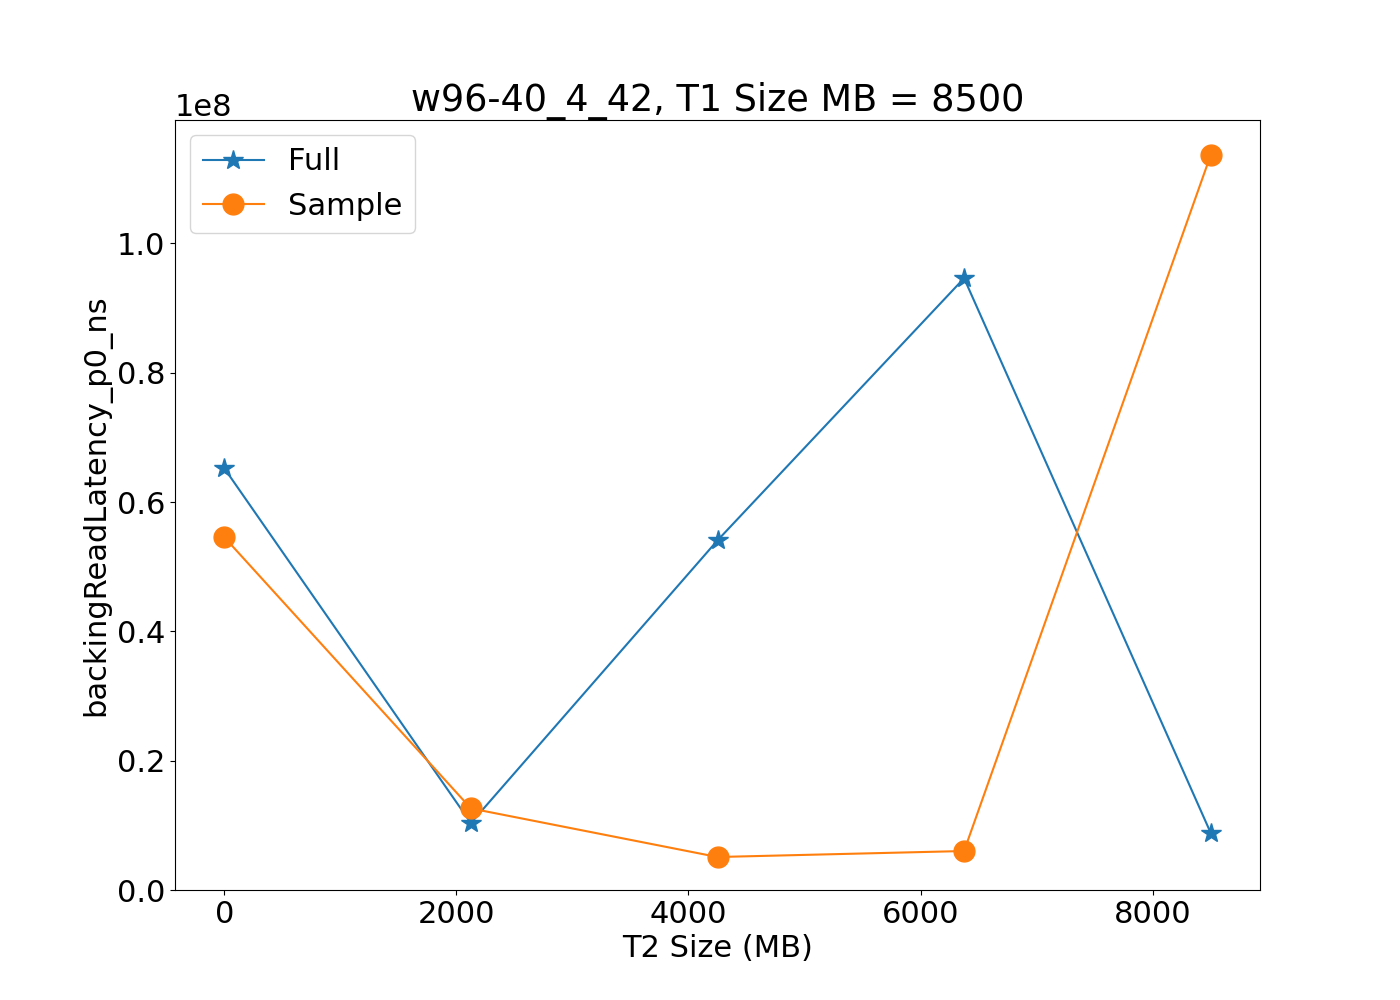 w96-40_4_42, T1 Size MB = 8500
1e8
Full
Sample
1.0
0.8
0.6
0.4
0.2
0.0
backingReadLatency_p0_ns
0 2000 4000 6000 8000
T2 Size (MB)